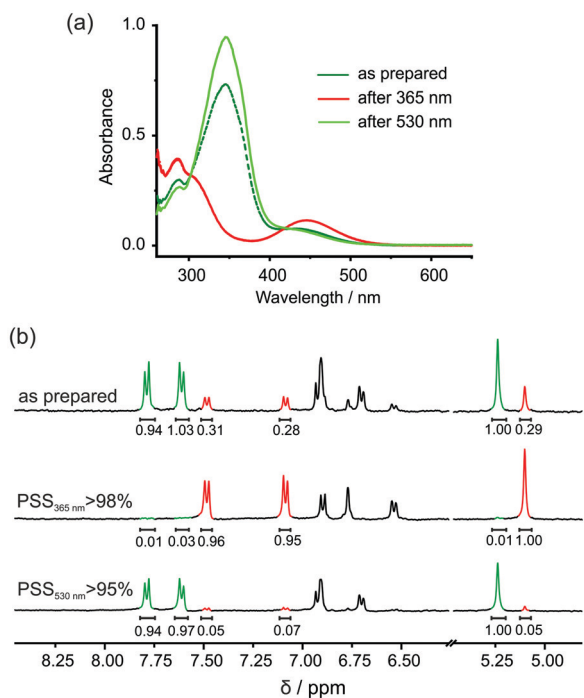 (a)
1.0
as prepared
after 365 nm
after 530 nm
Absorbance
0.5
0.0
300 400 500 600
Wavelength / nm
(b)
as prepared
0.94 1.03 0.31 0.28 1.00 0.29
PSS365 nm>98%
0.01 0.03 0.96 0.95 0.01 1.00
PSS530 nm>95%
0.94 0.97 0.05 0.07 1.00 0.05
8.25 8.00 7.75 7.50 7.25 7.00 6.75 6.50 5.25 5.00
δ / ppm